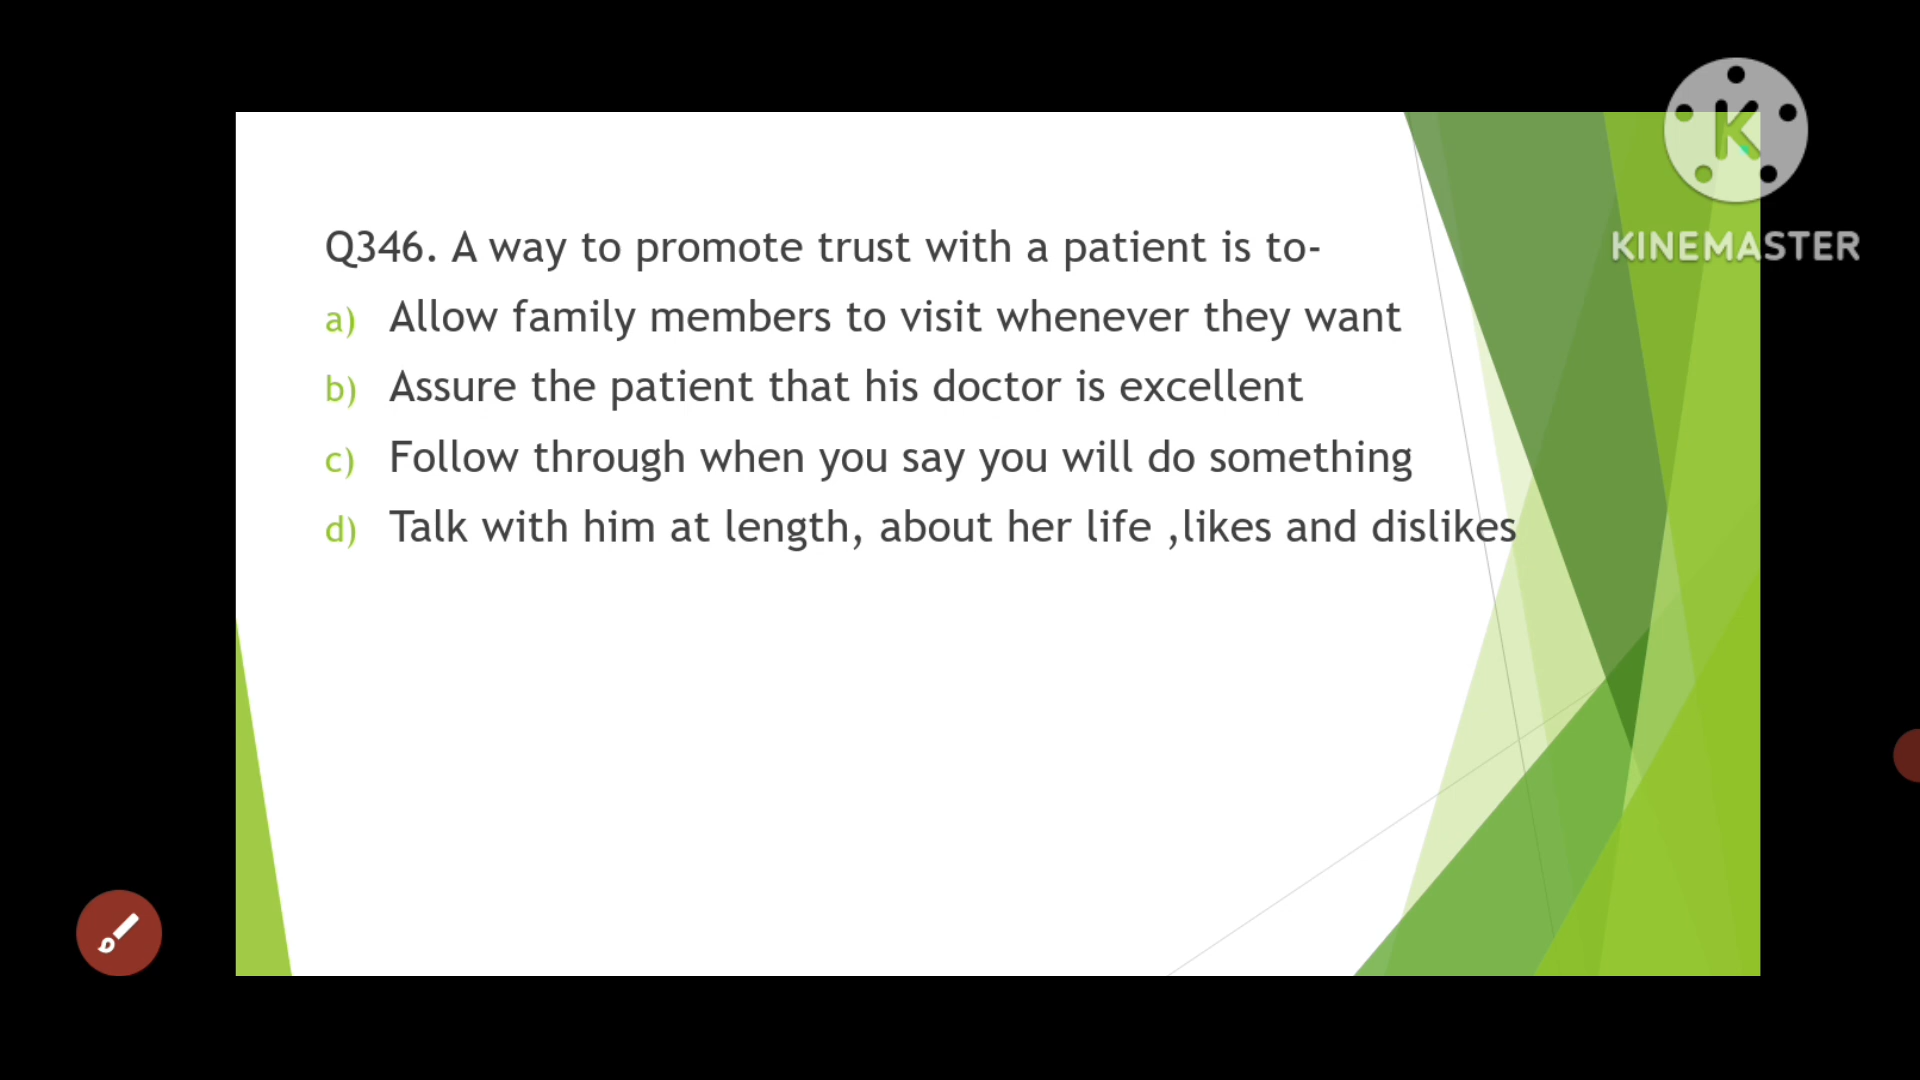 KINEMASTER
Q346. A way to promote trust with a patient is to-
a) Allow family members to visit whenever they want
b) Assure the patient that his doctor is excellent
c) Follow through when you say you will do something
d) Talk with him at length, about her life ,likes and dislikes